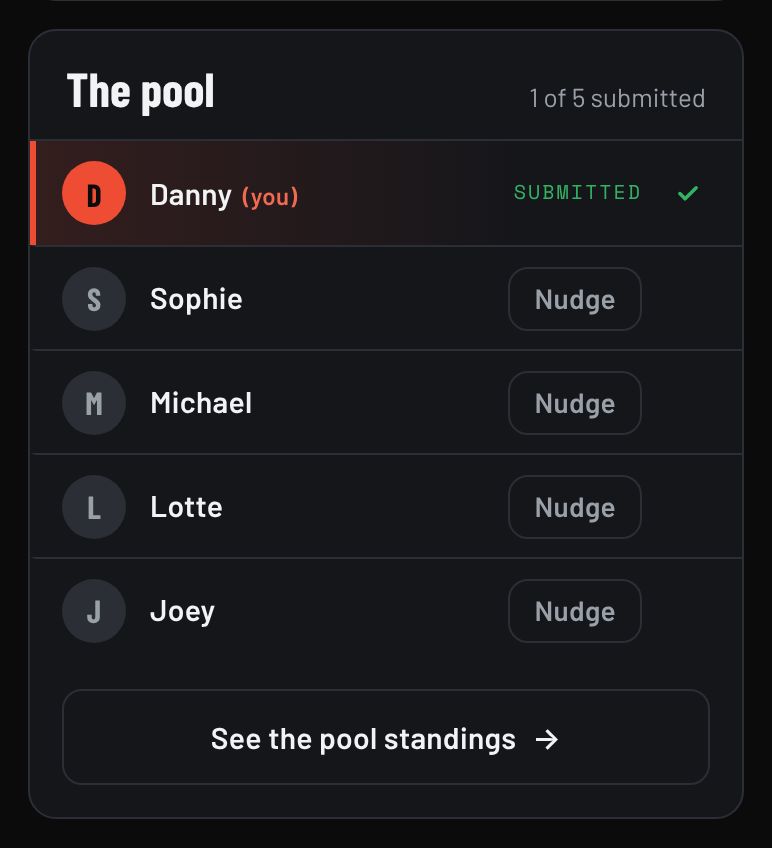 The pool
1 of 5 submitted
D Danny (you) SUBMITTED
S Sophie Nudge
M Michael Nudge
L Lotte Nudge
J Joey Nudge
See the pool standings →